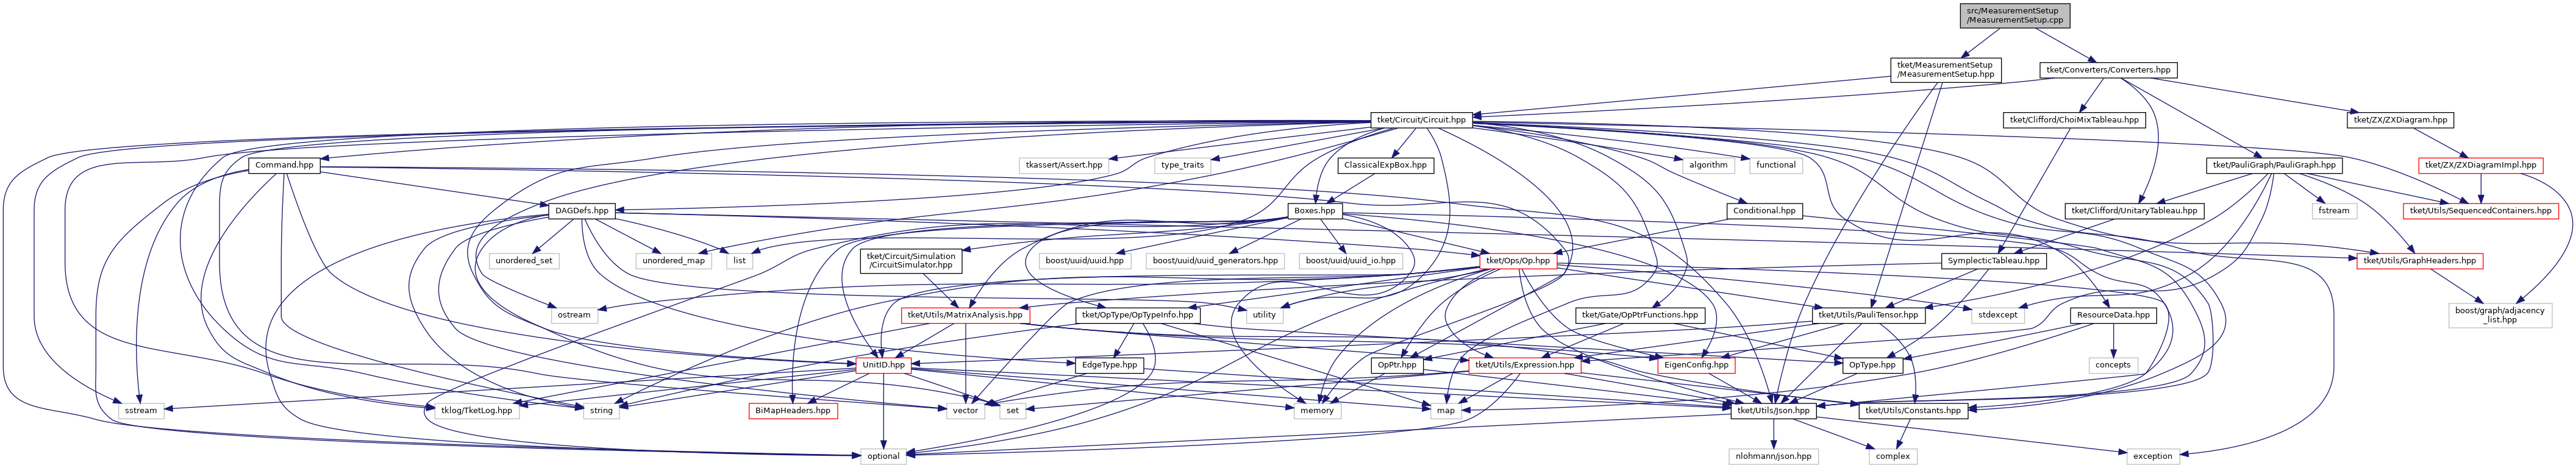 src/MeasurementSetup
/MeasurementSetup.cpp
tket/MeasurementSetup
/MeasurementSetup.hpp
tket/Converters/Converters.hpp
tket/Circuit/Circuit.hpp
tket/Clifford/ChoiMixTableau.hpp
tket/ZX/ZXDiagram.hpp
Command.hpp
tkassert/Assert.hpp
type_traits
ClassicalExpBox.hpp
algorithm
functional
tket/PauliGraph/PauliGraph.hpp
tket/ZX/ZXDiagramImpl.hpp
DAGDefs.hpp
Boxes.hpp
Conditional.hpp
tket/Clifford/UnitaryTableau.hpp
fstream
tket/Utils/SequencedContainers.hpp
unordered_set
unordered_map
list
tket/Circuit/Simulation
/CircuitSimulator.hpp
boost/uuid/uuid.hpp
boost/uuid/uuid_generators.hpp
boost/uuid/uuid_io.hpp
tket/Ops/Op.hpp
SymplecticTableau.hpp
tket/Utils/GraphHeaders.hpp
ostream
utility
tket/Utils/MatrixAnalysis.hpp
tket/OpType/OpTypeInfo.hpp
tket/Gate/OpPtrFunctions.hpp
tket/Utils/PauliTensor.hpp
stdexcept
ResourceData.hpp
boost/graph/adjacency
_list.hpp
UnitID.hpp
EdgeType.hpp
OpPtr.hpp
tket/Utils/Expression.hpp
EigenConfig.hpp
OpType.hpp
concepts
sstream
tklog/TketLog.hpp
string
BiMapHeaders.hpp
vector
set
memory
map
tket/Utils/Json.hpp
tket/Utils/Constants.hpp
optional
nlohmann/json.hpp
complex
exception